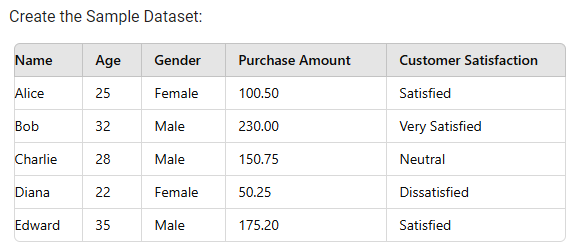 Create the Sample Dataset:
Name Age Gender Purchase Amount Customer Satisfaction
Alice 25 Female 100.50 Satisfied
Bob 32 Male 230.00 Very Satisfied
Charlie 28 Male 150.75 Neutral
Diana 22 Female 50.25 Dissatisfied
Edward 35 Male 175.20 Satisfied